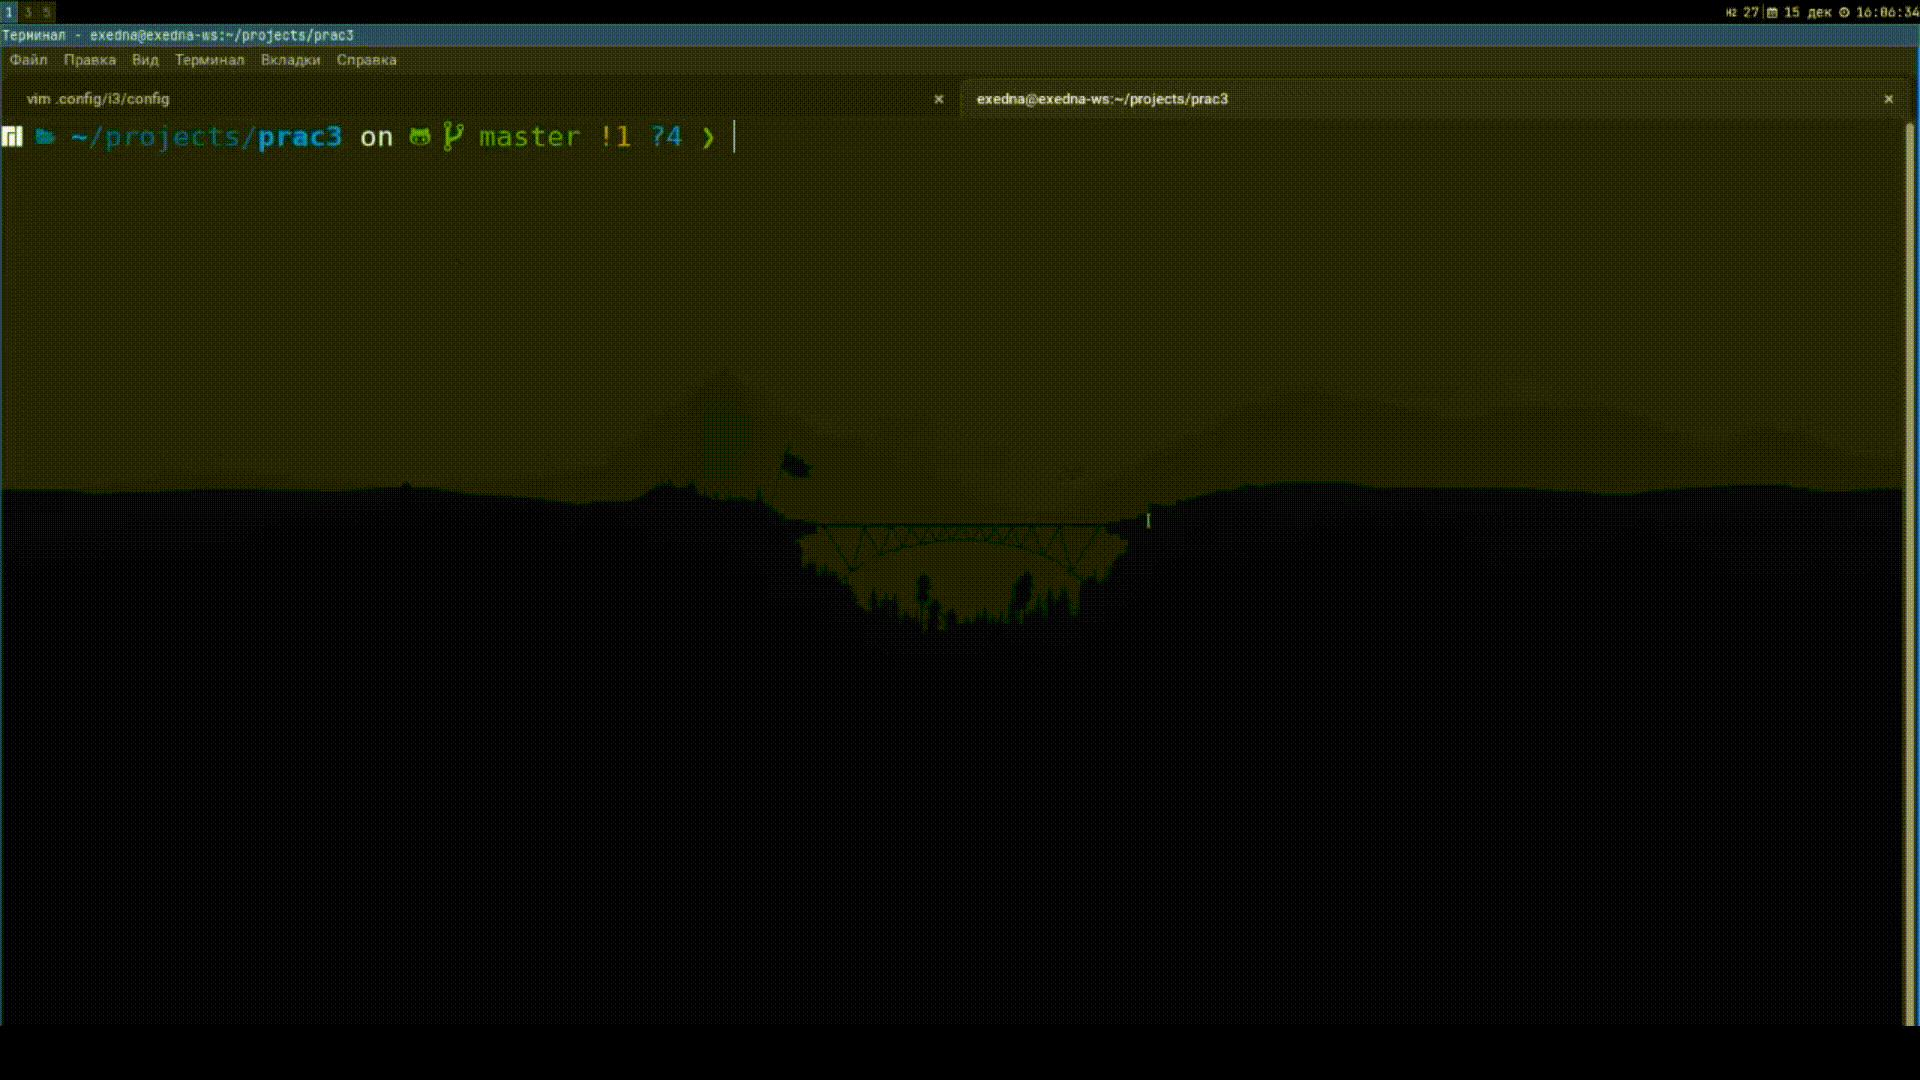 1 3 5
Hz 27 15 дек 16:06:34
Терминал - exedna@exedna-ws:~/projects/prac3
Файл Правка Вид Терминал Вкладки Справка
vim .config/i3/config × exedna@exedna-ws:~/projects/prac3 ×
~/projects/prac3 on master !1 ?4 ❯